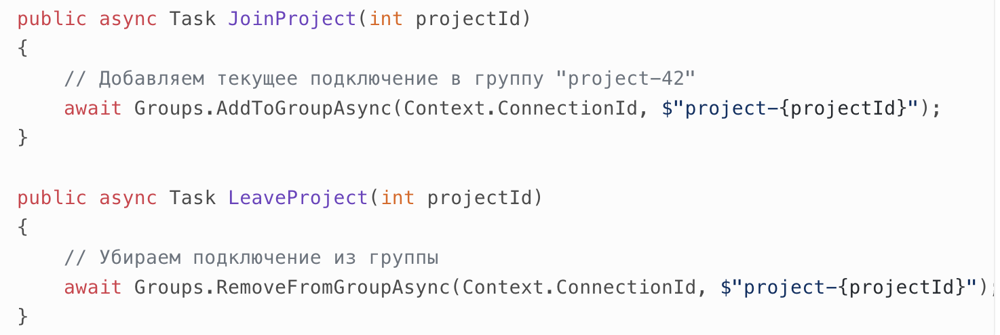 public async Task JoinProject(int projectId)
{
    // Добавляем текущее подключение в группу "project-42"
    await Groups.AddToGroupAsync(Context.ConnectionId, $"project-{projectId}");
}

public async Task LeaveProject(int projectId)
{
    // Убираем подключение из группы
    await Groups.RemoveFromGroupAsync(Context.ConnectionId, $"project-{projectId}");
}